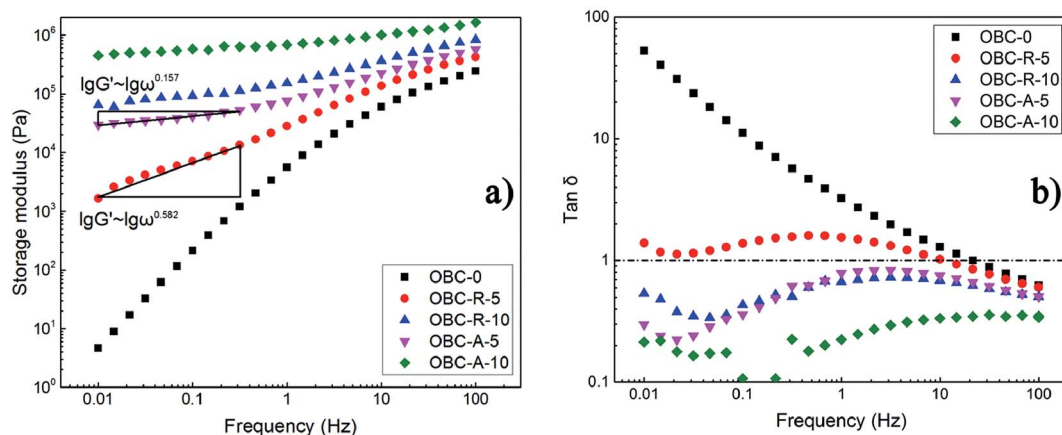 Storage modulus (Pa)
10⁶
10⁵
10⁴
10³
10²
10¹
10⁰
lgG'~lgω^0.157
lgG'~lgω^0.582
a)
OBC-0
OBC-R-5
OBC-R-10
OBC-A-5
OBC-A-10
0.01 0.1 1 10 100
Frequency (Hz)
Tan δ
100
10
1
0.1
b)
OBC-0
OBC-R-5
OBC-R-10
OBC-A-5
OBC-A-10
0.01 0.1 1 10 100
Frequency (Hz)